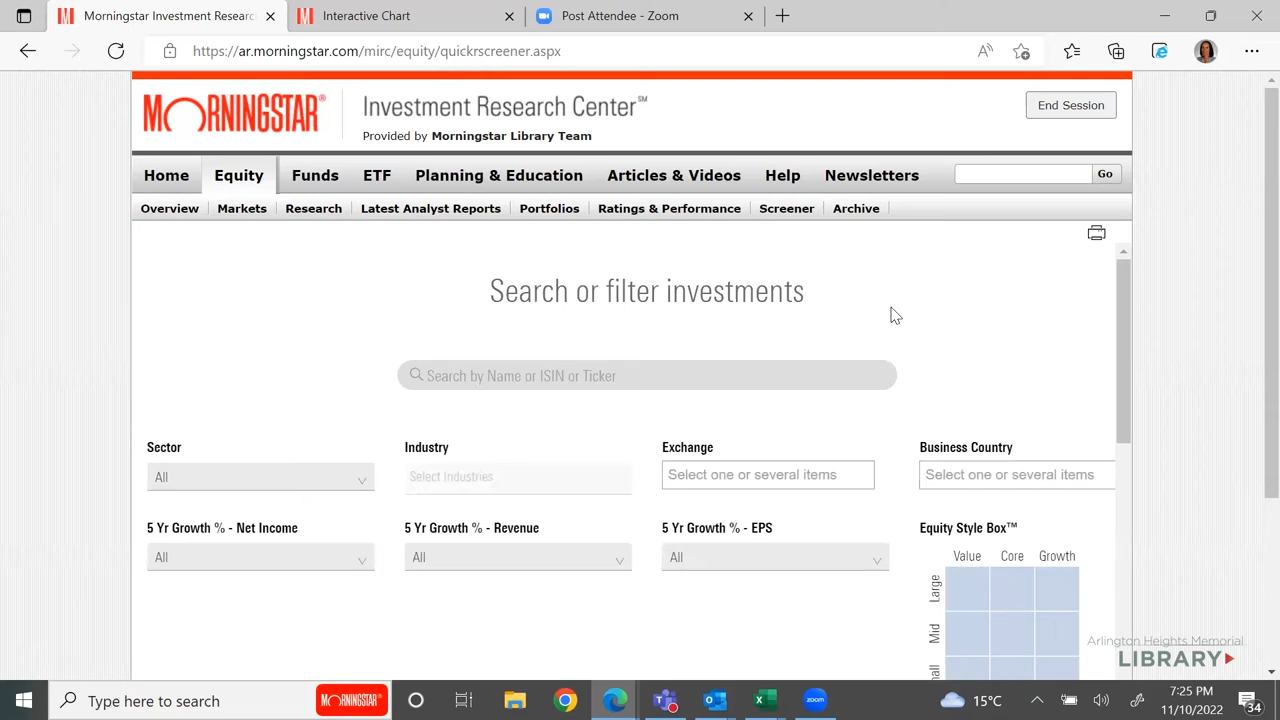 Morningstar Investment Researc
Interactive Chart
Post Attendee - Zoom
https://ar.morningstar.com/mirc/equity/quickrscreener.aspx
MORNINGSTAR®
Investment Research Center℠
Provided by Morningstar Library Team
End Session
Home Equity Funds ETF Planning & Education Articles & Videos Help Newsletters Go
Overview Markets Research Latest Analyst Reports Portfolios Ratings & Performance Screener Archive
Search or filter investments
Search by Name or ISIN or Ticker
Sector Industry Exchange Business Country
All Select Industries Select one or several items Select one or several items
5 Yr Growth % - Net Income 5 Yr Growth % - Revenue 5 Yr Growth % - EPS Equity Style Box™
All All All
Value Core Growth
Large
Mid
Small
Arlington Heights Memorial
LIBRARY
Type here to search
MORNINGSTAR
15°C
7:25 PM
11/10/2022
34